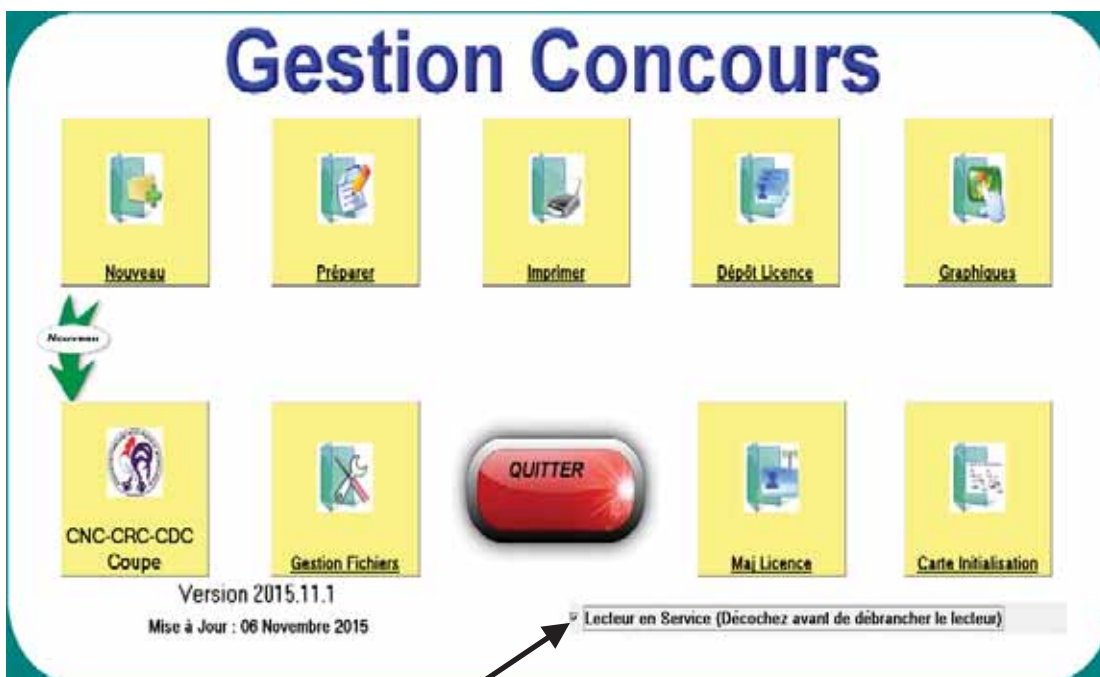 Gestion Concours
Nouveau
Préparer
Imprimer
Dépôt Licence
Graphiques
Nouveau
CNC-CRC-CDC
Coupe
Gestion Fichiers
QUITTER
Maj Licence
Carte Initialisation
Version 2015.11.1
Mise à Jour : 06 Novembre 2015
Lecteur en Service (Décochez avant de débrancher le lecteur)